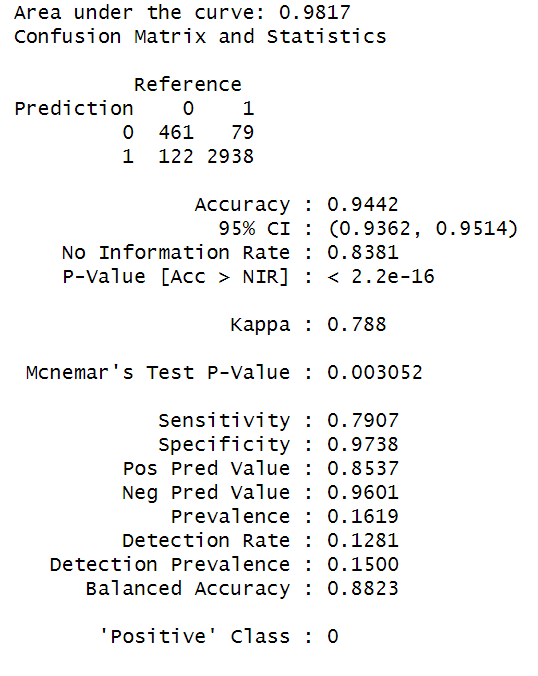 Area under the curve: 0.9817
Confusion Matrix and Statistics
Reference
Prediction 0 1
0 461 79
1 122 2938
Accuracy : 0.9442
95% CI : (0.9362, 0.9514)
No Information Rate : 0.8381
P-Value [Acc > NIR] : < 2.2e-16
Kappa : 0.788
Mcnemar's Test P-Value : 0.003052
Sensitivity : 0.7907
Specificity : 0.9738
Pos Pred Value : 0.8537
Neg Pred Value : 0.9601
Prevalence : 0.1619
Detection Rate : 0.1281
Detection Prevalence : 0.1500
Balanced Accuracy : 0.8823
'Positive' Class : 0